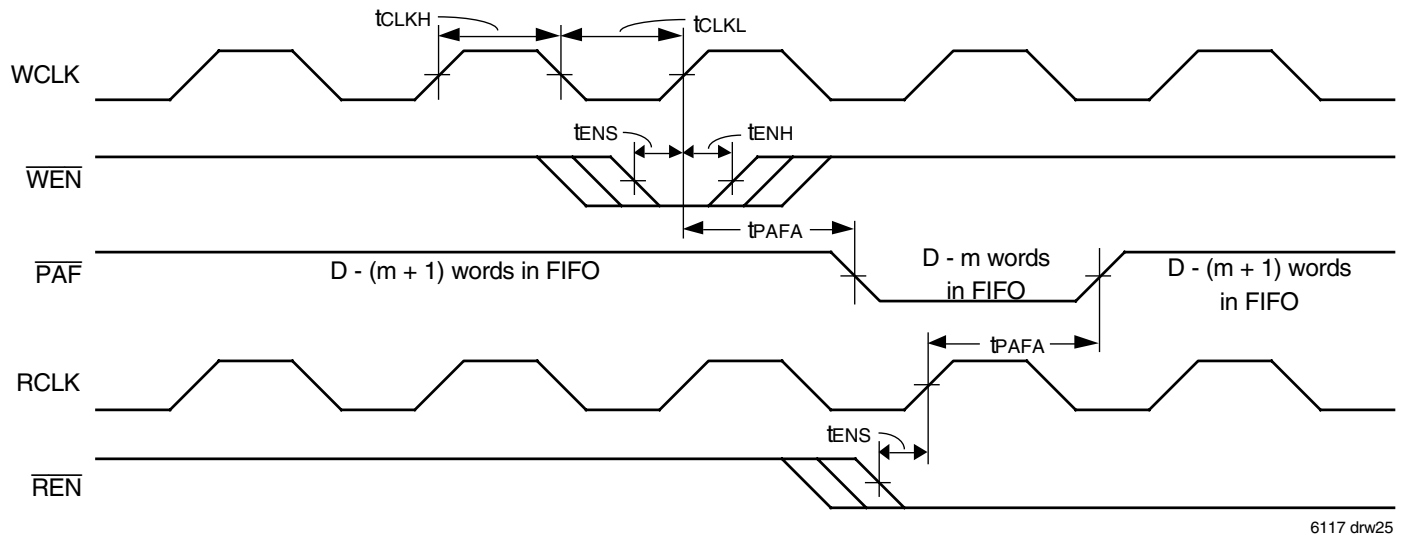 tCLKH
tCLKL
WCLK
tENS
tENH
WEN
tPAFA
PAF
D - (m + 1) words in FIFO
D - m words
in FIFO
D - (m + 1) words
in FIFO
tPAFA
RCLK
tENS
REN
6117 drw25